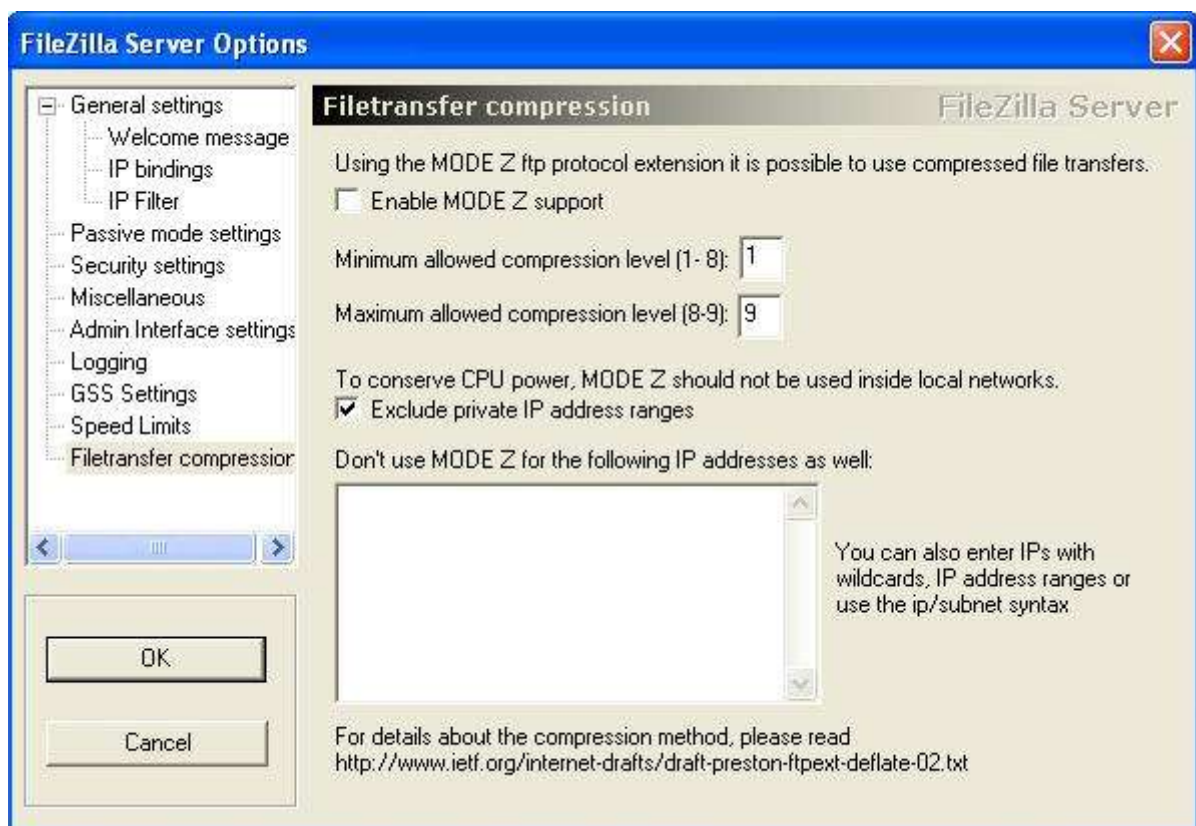 FileZilla Server Options
General settings
Welcome message
IP bindings
IP Filter
Passive mode settings
Security settings
Miscellaneous
Admin Interface settings
Logging
GSS Settings
Speed Limits
Filetransfer compression
OK
Cancel
Filetransfer compression FileZilla Server
Using the MODE Z ftp protocol extension it is possible to use compressed file transfers.
Enable MODE Z support
Minimum allowed compression level (1- 8): 1
Maximum allowed compression level (8-9): 9
To conserve CPU power, MODE Z should not be used inside local networks.
Exclude private IP address ranges
Don't use MODE Z for the following IP addresses as well:
You can also enter IPs with
wildcards, IP address ranges or
use the ip/subnet syntax
For details about the compression method, please read
http://www.ietf.org/internet-drafts/draft-preston-ftpext-deflate-02.txt